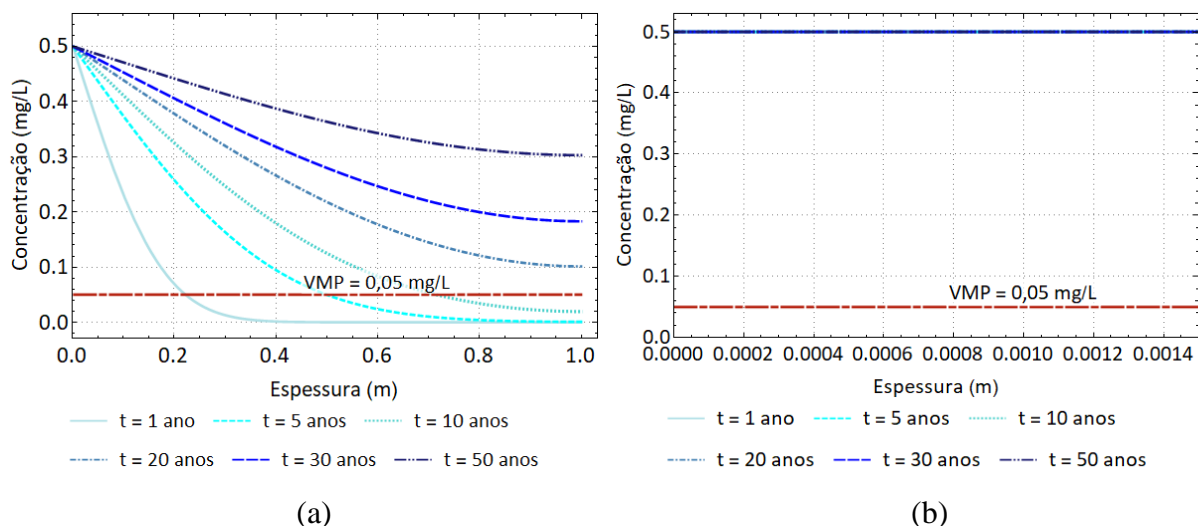 Concentração (mg/L)
0.5
0.4
0.3
0.2
0.1
0.0
VMP = 0,05 mg/L
0.0 0.2 0.4 0.6 0.8 1.0
Espessura (m)
t = 1 ano t = 5 anos t = 10 anos
t = 20 anos t = 30 anos t = 50 anos
(a)
Concentração (mg/L)
0.5
0.4
0.3
0.2
0.1
0.0
VMP = 0,05 mg/L
0.0000 0.0002 0.0004 0.0006 0.0008 0.0010 0.0012 0.0014
Espessura (m)
t = 1 ano t = 5 anos t = 10 anos
t = 20 anos t = 30 anos t = 50 anos
(b)